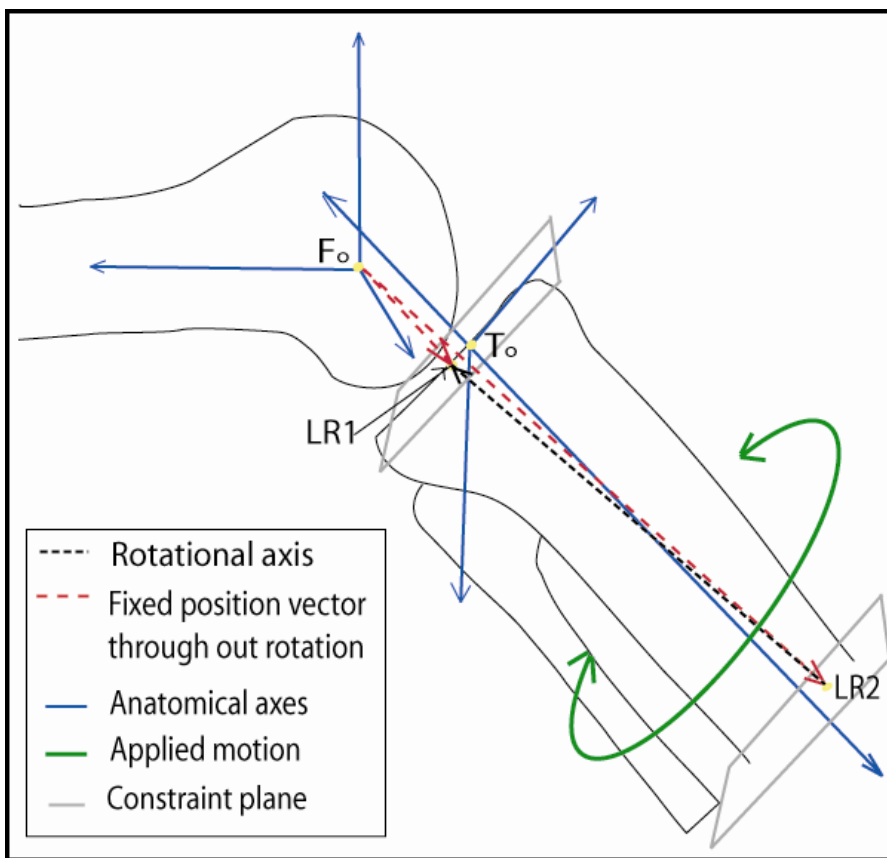 Fo
To
LR1
LR2
Rotational axis
Fixed position vector
through out rotation
Anatomical axes
Applied motion
Constraint plane